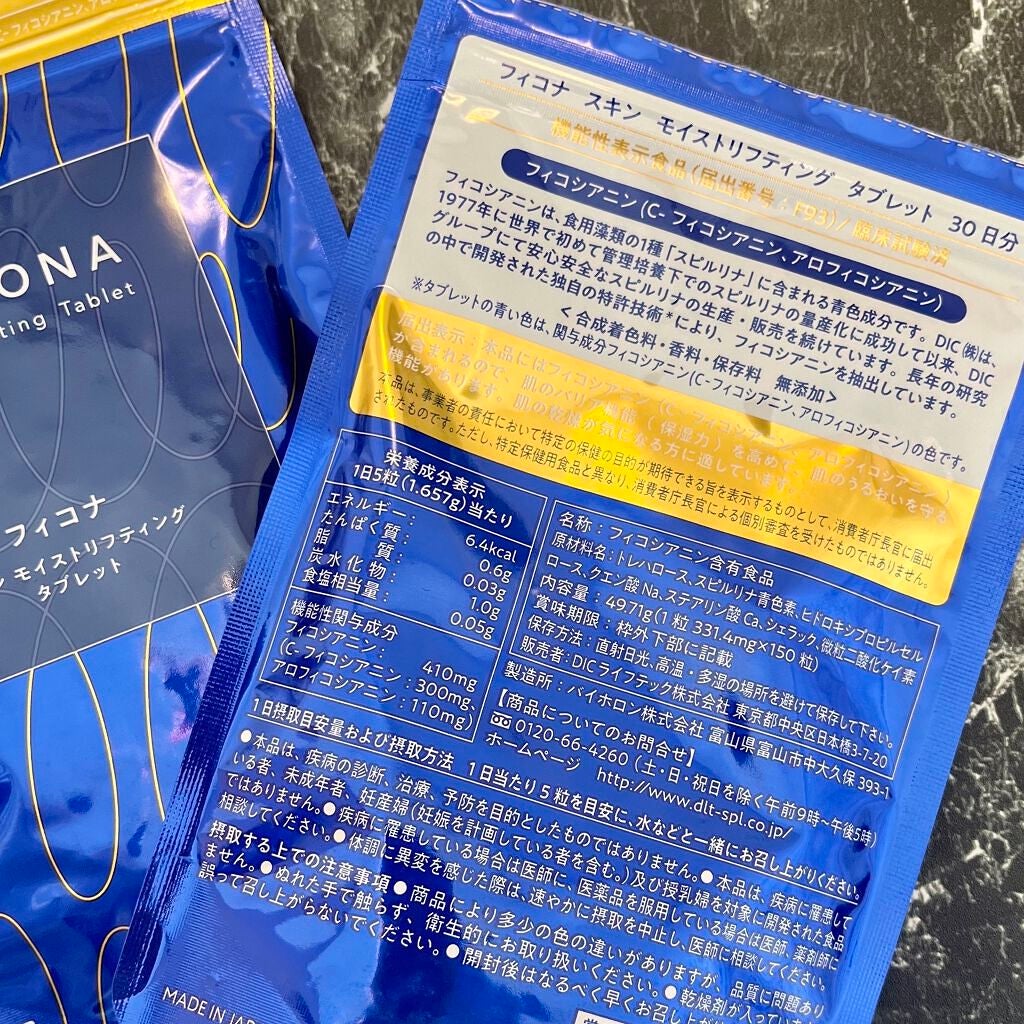 フィコシアニン、アロ
ONA
ting Tablet
フィコナ
ン モイストリフティング
タブレット
フィコナ スキン モイストリフティング タブレット 30日分
機能性表示食品（届出番号：F93）/ 臨床試験済
フィコシアニン（C-フィコシアニン、アロフィコシアニン）
フィコシアニンは、食用藻類の1種「スピルリナ」に含まれる青色成分です。DIC㈱は、
1977年に世界で初めて管理培養下でのスピルリナの量産化に成功して以来、DIC
グループにて安心安全なスピルリナの生産・販売を続けています。長年の研究
の中で開発された独自の特許技術*により、フィコシアニンを抽出しています。
＜合成着色料・香料・保存料 無添加＞
※タブレットの青い色は、関与成分フィコシアニン(C-フィコシアニン、アロフィコシアニン)の色です。
届出表示：本品にはフィコシアニン（C-フィコシアニン、アロフィコシアニン）
が含まれるので、肌のバリア機能（保湿力）を高めて、肌のうるおいを守る
機能があります。肌の乾燥が気になる方に適しています。
本品は、事業者の責任において特定の保健の目的が期待できる旨を表示するものとして、消費者庁長官に届出
されたものです。ただし、特定保健用食品と異なり、消費者庁長官による個別審査を受けたものではありません。
栄養成分表示
1日5粒(1.657g)当たり
エネルギー： 6.4kcal
たんぱく質： 0.6g
脂 質： 0.03g
炭水化物： 1.0g
食塩相当量： 0.05g
機能性関与成分
フィコシアニン： 410mg
(C-フィコシアニン：300mg、
アロフィコシアニン：110mg)
名称：フィコシアニン含有食品
原材料名：トレハロース、スピルリナ青色素、ヒドロキシプロピルセル
ロース、クエン酸Na、ステアリン酸Ca、シェラック、微粒二酸化ケイ素
内容量：49.71g(1粒 331.4mg×150粒)
賞味期限：枠外下部に記載
保存方法：直射日光、高温・多湿の場所を避けて保存して下さい。
販売者：DICライフテック株式会社 東京都中央区日本橋3-7-20
製造所：バイホロン株式会社 富山県富山市中大久保 393-1
【商品についてのお問合せ】
0120-66-4260（土・日・祝日を除く午前9時~午後5時）
ホームページ http://www.dlt-spl.co.jp/
1日摂取目安量および摂取方法 1日当たり5粒を目安に、水などと一緒にお召し上がりください。
●本品は、疾病の診断、治療、予防を目的としたものではありません。●本品は、疾病に罹患して
いる者、未成年者、妊産婦(妊娠を計画している者を含む。)及び授乳婦を対象に開発された食品
ではありません。●疾病に罹患している場合は医師に、医薬品を服用している場合は医師、薬剤師に
相談してください。●体調に異変を感じた際は、速やかに摂取を中止し、医師に相談してください。
摂取する上での注意事項●商品により多少の色の違いがありますが、品質に問題あり
ません。●ぬれた手で触らず、衛生的にお取り扱いください。●乾燥剤が入ってい
誤って召し上がらないでください。●開封後はなるべく早くお召し上が
MADE IN JAP